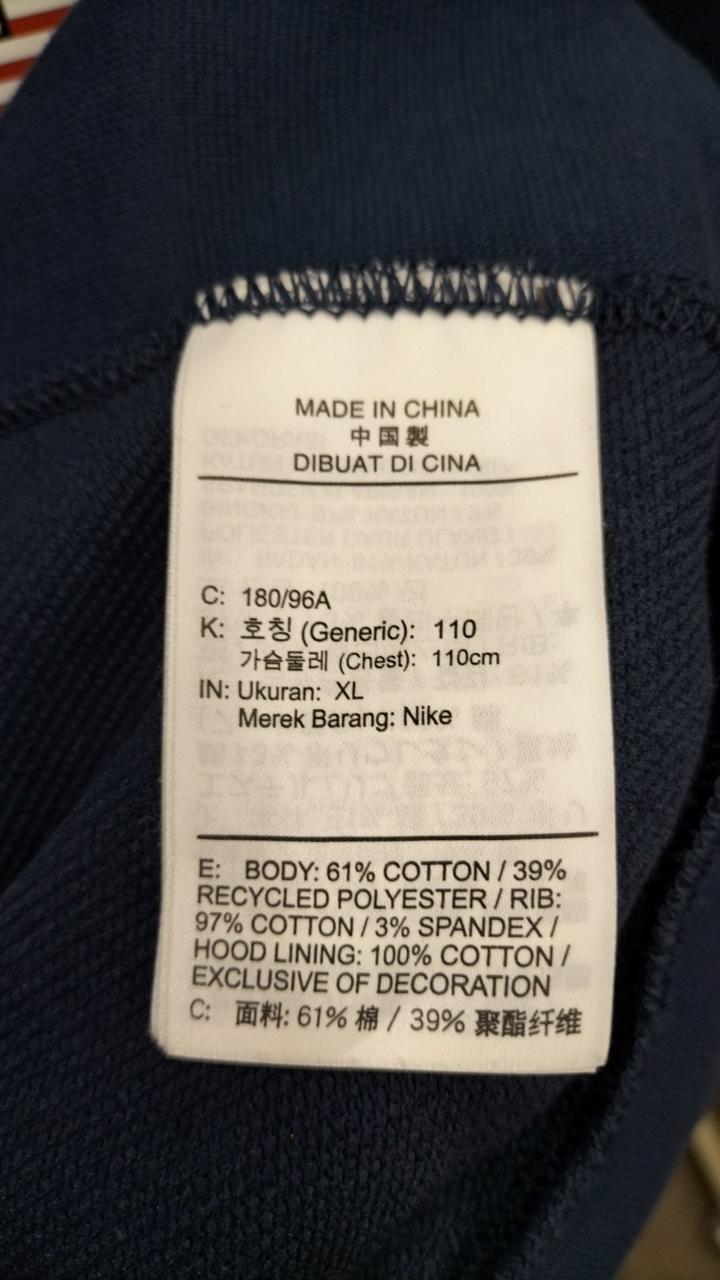 MADE IN CHINA
中国製
DIBUAT DI CINA
C: 180/96A
K: 호칭 (Generic): 110
가슴둘레 (Chest): 110cm
IN: Ukuran: XL
Merek Barang: Nike
E: BODY: 61% COTTON / 39%
RECYCLED POLYESTER / RIB:
97% COTTON / 3% SPANDEX /
HOOD LINING: 100% COTTON /
EXCLUSIVE OF DECORATION
C: 面料: 61% 棉 / 39% 聚酯纤维